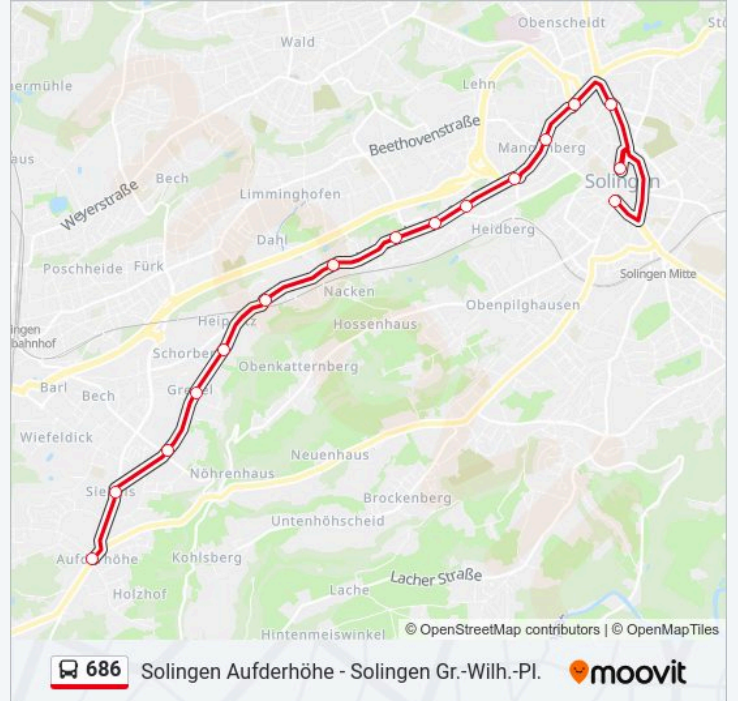 Obenscheidt
Wald
Lehn
Beethovenstraße
Bech
Weyerstraße
Limminghofen
Solingen
Dahl
Heidberg
Poschheide
Fürk
Solingen Mitte
Nacken
Obenpilghausen
Hossenhaus
bahnhof
Obenkatternberg
Barl
Bech
Wiefeldick
Neuenhaus
Nöhrenhaus
Brockenberg
Untenhöhscheid
Kohlsberg
Lacher Straße
Lache
Holzhof
Hintenmeiswinkel
© OpenStreetMap contributors | © OpenMapTiles
686 Solingen Aufderhöhe - Solingen Gr.-Wilh.-Pl. moovit